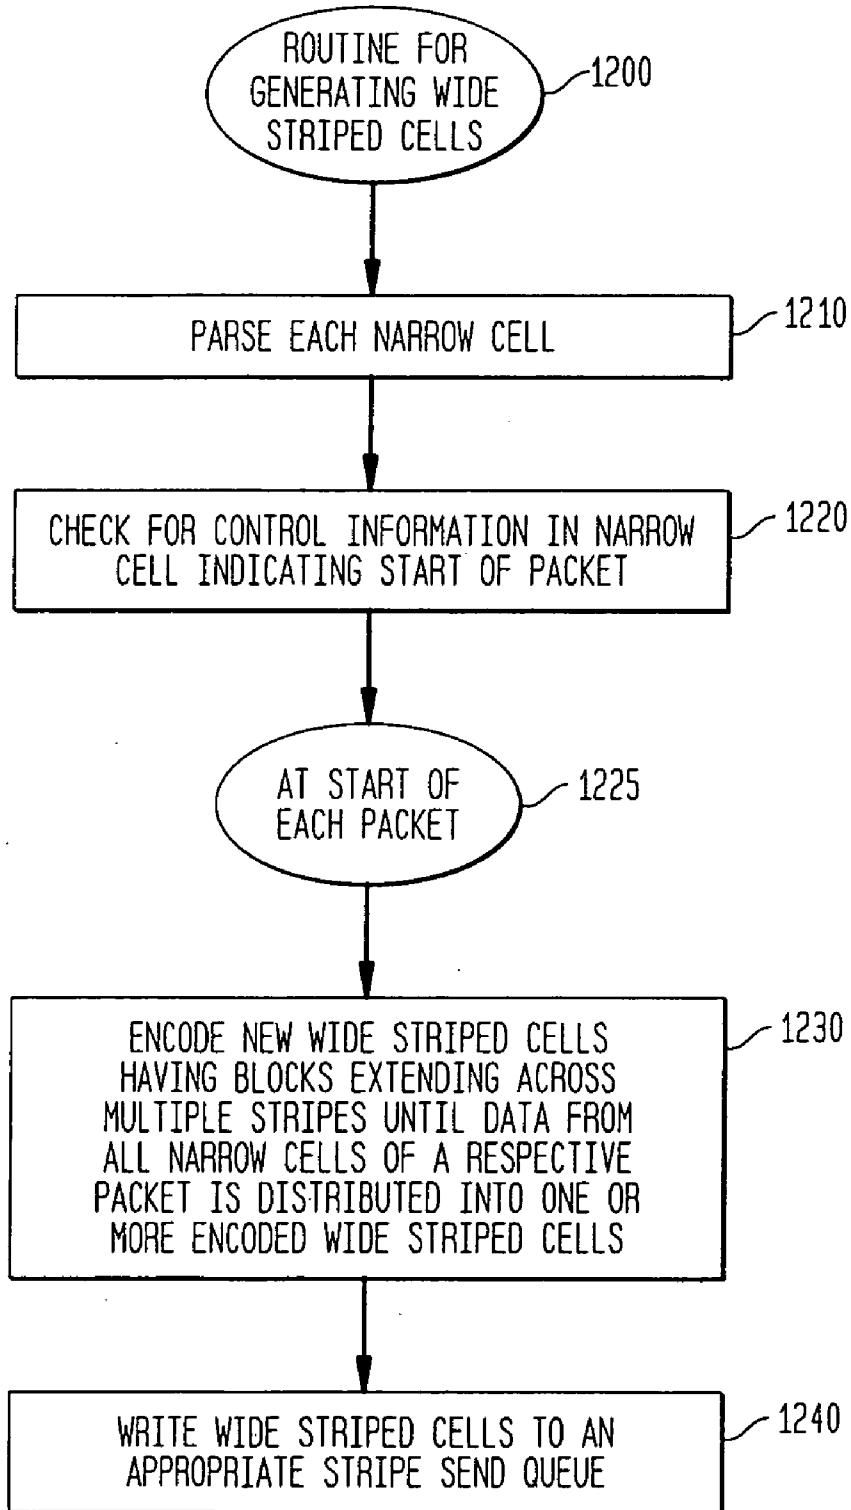 ROUTINE FOR
GENERATING WIDE
STRIPED CELLS
1200
PARSE EACH NARROW CELL
1210
CHECK FOR CONTROL INFORMATION IN NARROW
CELL INDICATING START OF PACKET
1220
AT START OF
EACH PACKET
1225
ENCODE NEW WIDE STRIPED CELLS
HAVING BLOCKS EXTENDING ACROSS
MULTIPLE STRIPES UNTIL DATA FROM
ALL NARROW CELLS OF A RESPECTIVE
PACKET IS DISTRIBUTED INTO ONE OR
MORE ENCODED WIDE STRIPED CELLS
1230
WRITE WIDE STRIPED CELLS TO AN
APPROPRIATE STRIPE SEND QUEUE
1240